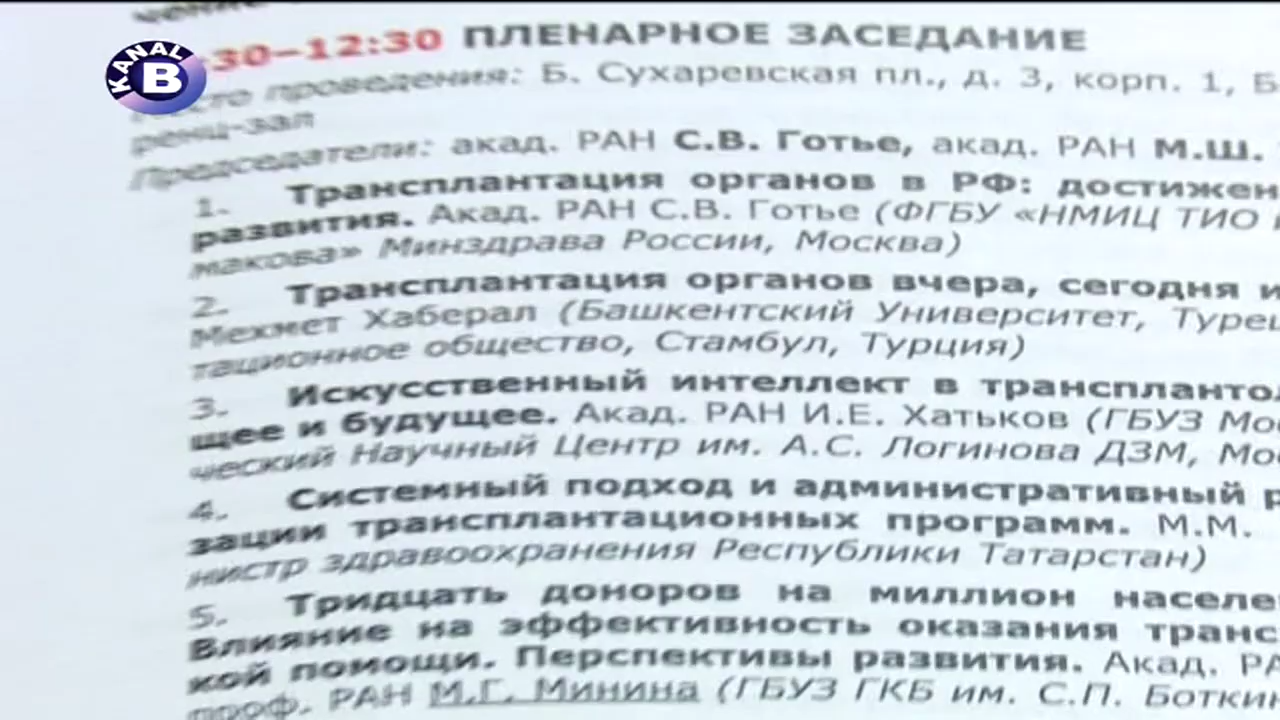 KANAL B
30–12:30 ПЛЕНАРНОЕ ЗАСЕДАНИЕ
проведения: Б. Сухаревская пл., д. 3, корп. 1, Б
ренц-зал
Председатели: акад. РАН С.В. Готье, акад. РАН М.Ш.
1. Трансплантация органов в РФ: достижен
развития. Акад. РАН С.В. Готье (ФГБУ «НМИЦ ТИО
макова» Минздрава России, Москва)
2. Трансплантация органов вчера, сегодня и
Мехмет Хаберал (Башкентский Университет, Турец
тационное общество, Стамбул, Турция)
3. Искусственный интеллект в трансплантол
щее и будущее. Акад. РАН И.Е. Хатьков (ГБУЗ Мос
ческий Научный Центр им. А.С. Логинова ДЗМ, Мос
4. Системный подход и административный р
зации трансплантационных программ. М.М.
нистр здравоохранения Республики Татарстан)
5. Тридцать доноров на миллион населе
Влияние на эффективность оказания транс
кой помощи. Перспективы развития. Акад. РА
проф. РАН М.Г. Минина (ГБУЗ ГКБ им. С.П. Боткин